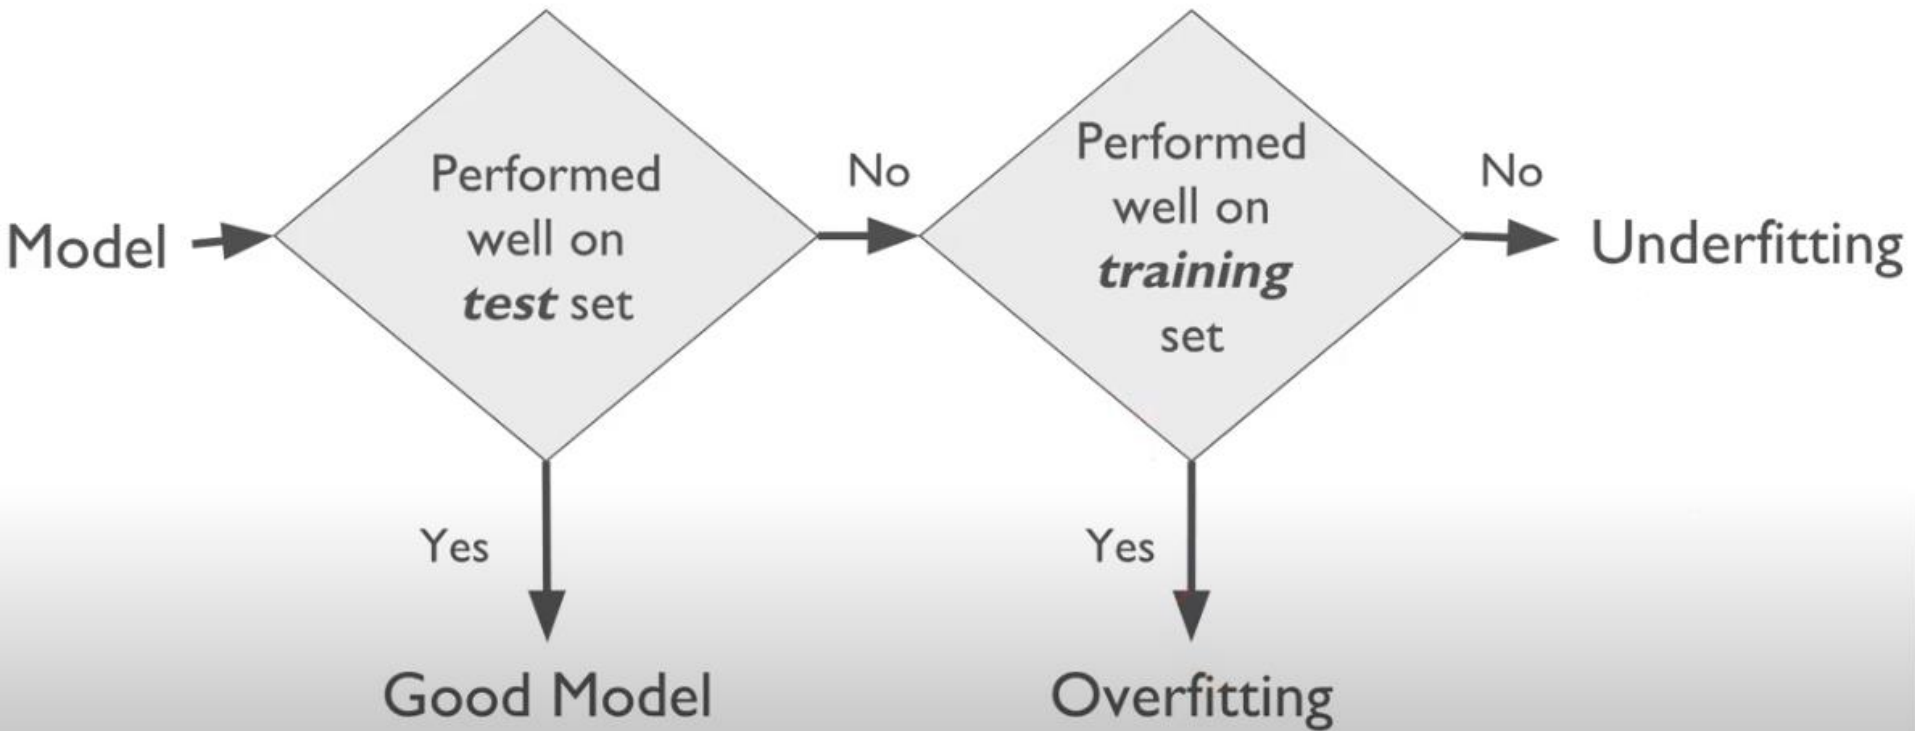 Model
Performed
well on
test set
No
Performed
well on
training
set
No
Underfitting
Yes
Good Model
Yes
Overfitting